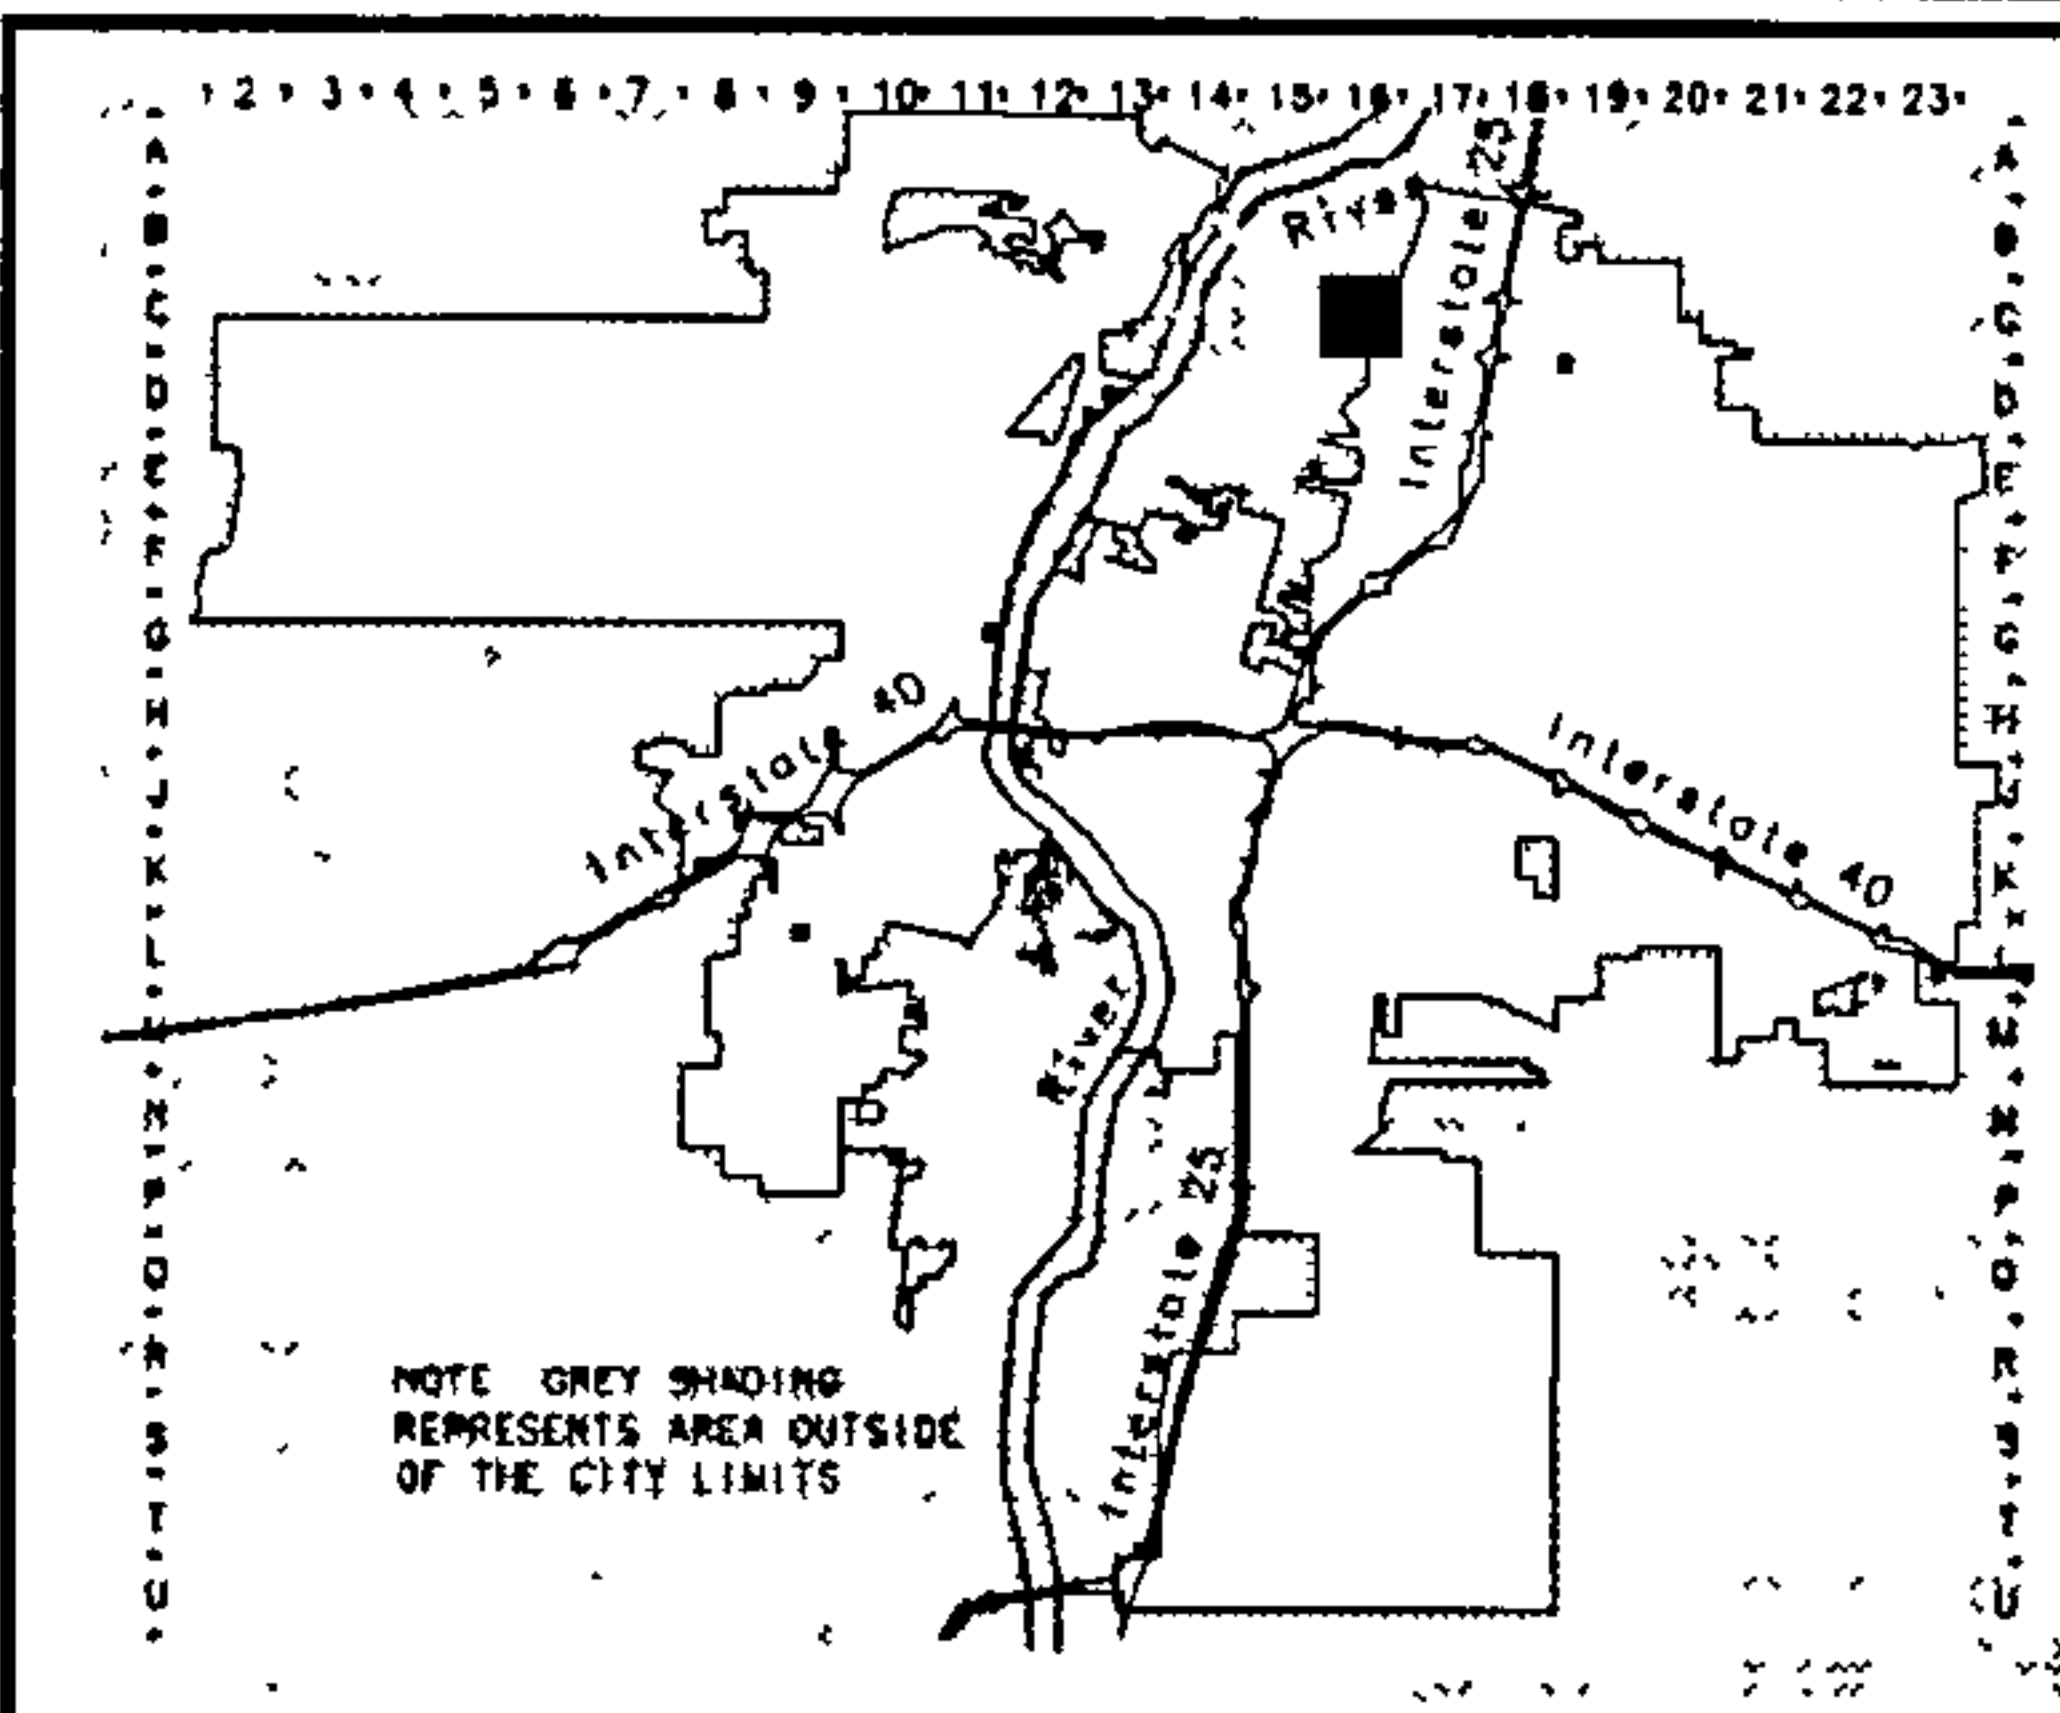 2 3 4 5 6 7 8 9 10 11 12 13 14 15 16 17 18 19 20 21 22 23
A A
B B
C C
D D
E E
F F
G G
H H
J J
K K
L L
M M
N N
P P
Q Q
R R
S S
T T
U U
River
Interstate 25
Interstate 40
Interstate 40
River
Interstate 25
NOTE GREY SHADING
REPRESENTS AREA OUTSIDE
OF THE CITY LIMITS